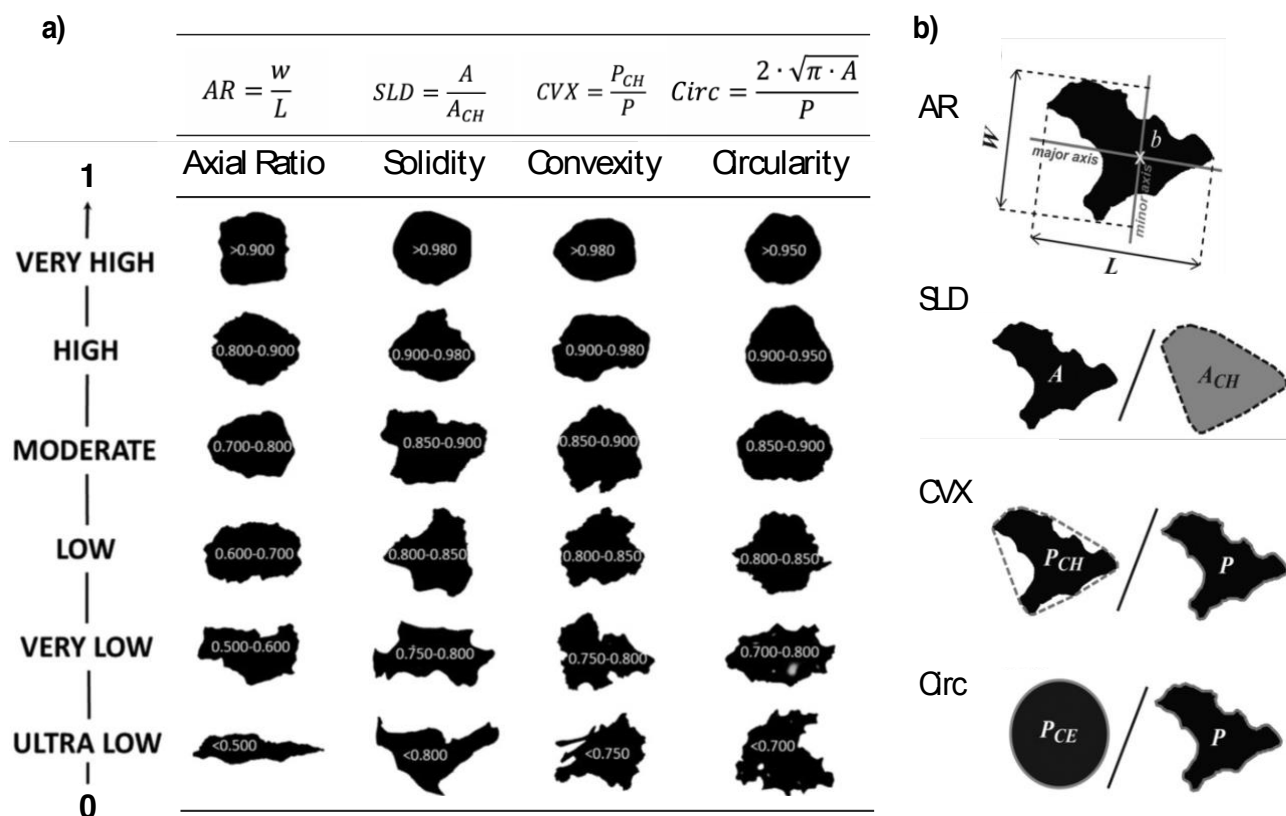 a)
AR = w/L
SLD = A/A_CH
CVX = P_CH/P
Circ = 2 · √(π · A)/P
1
Axial Ratio Solidity Convexity Circularity
VERY HIGH >0.900 >0.980 >0.980 >0.950
HIGH 0.800-0.900 0.900-0.980 0.900-0.980 0.900-0.950
MODERATE 0.700-0.800 0.850-0.900 0.850-0.900 0.850-0.900
LOW 0.600-0.700 0.800-0.850 0.800-0.850 0.800-0.850
VERY LOW 0.500-0.600 0.750-0.800 0.750-0.800 0.700-0.800
ULTRA LOW <0.500 <0.800 <0.750 <0.700
0
b)
AR
W
b
major axis
minor axis
L
SLD
A / A_CH
CVX
P_CH / P
Circ
P_CE / P